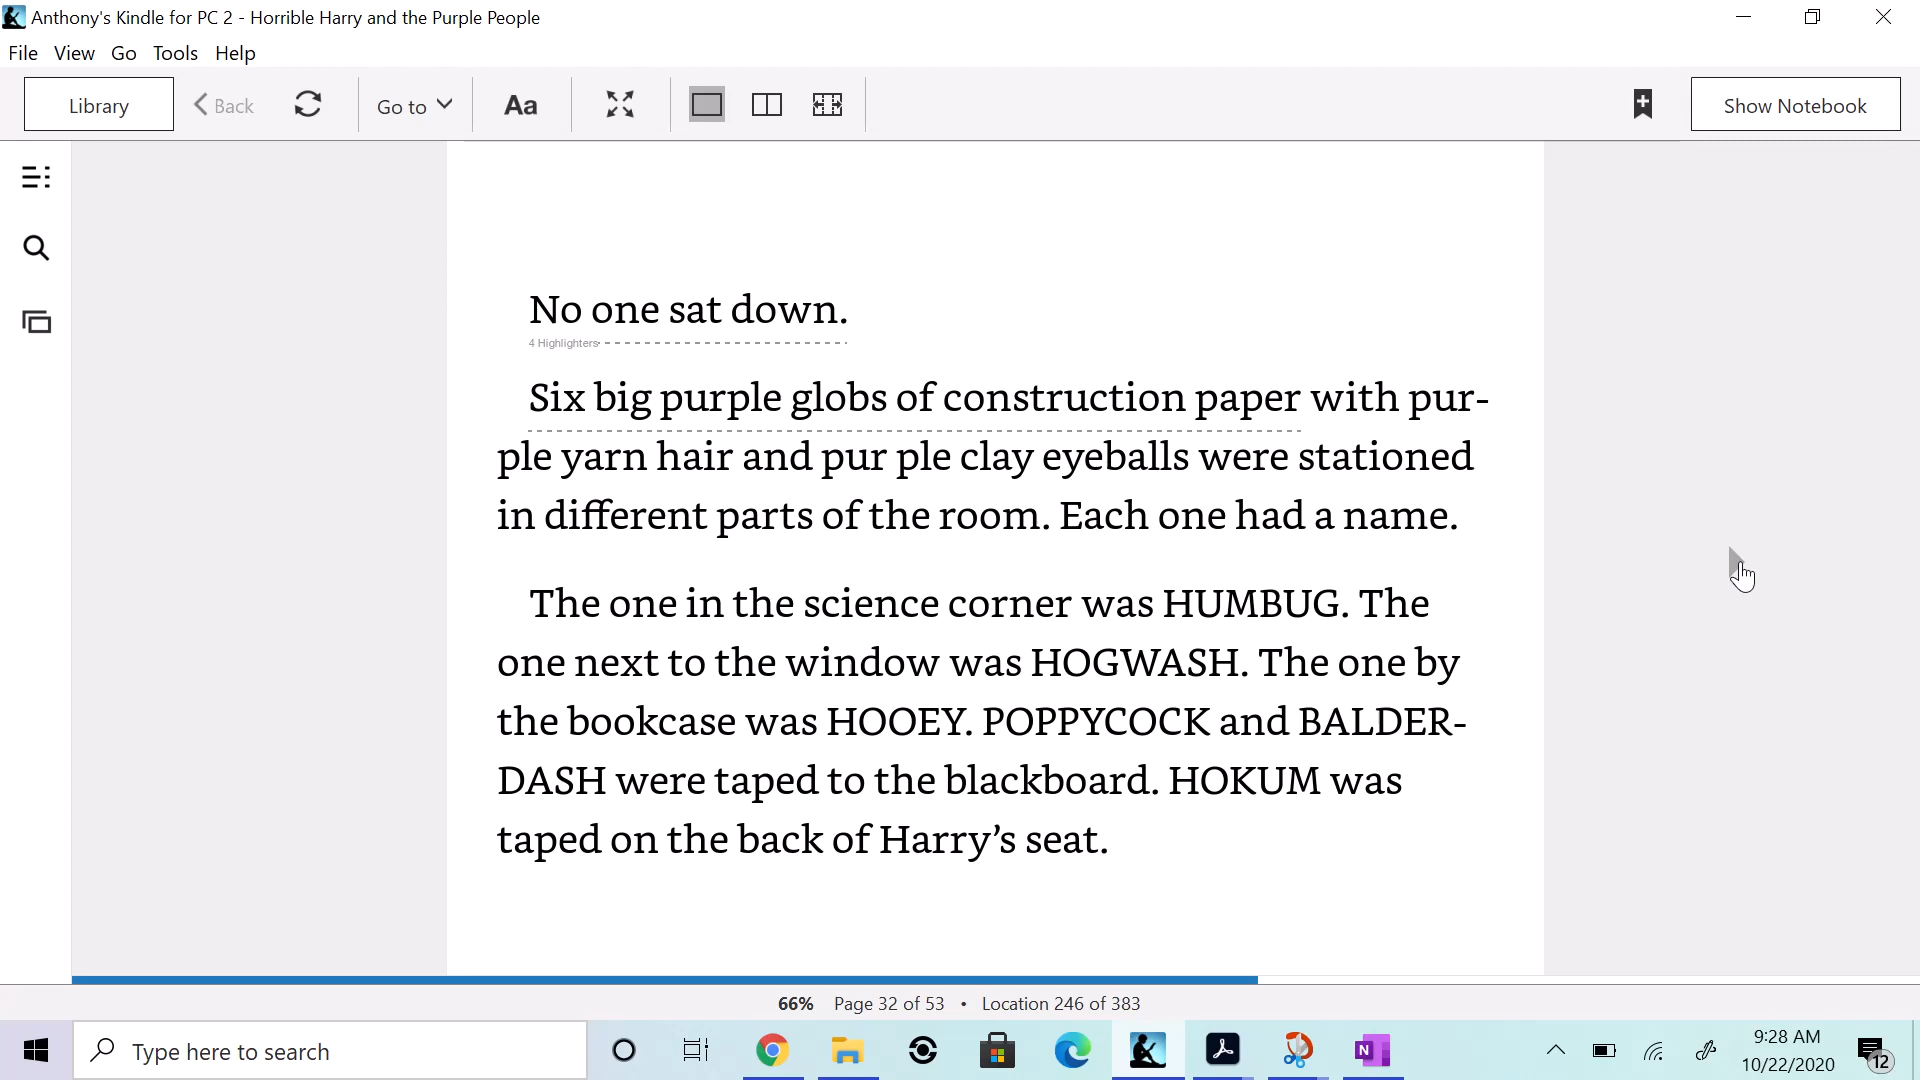 Anthony's Kindle for PC 2 - Horrible Harry and the Purple People
File View Go Tools Help
Library Back Go to Aa Show Notebook
No one sat down.
4 Highlighters
Six big purple globs of construction paper with pur-
ple yarn hair and pur ple clay eyeballs were stationed
in different parts of the room. Each one had a name.
The one in the science corner was HUMBUG. The
one next to the window was HOGWASH. The one by
the bookcase was HOOEY. POPPYCOCK and BALDER-
DASH were taped to the blackboard. HOKUM was
taped on the back of Harry’s seat.
66% Page 32 of 53 • Location 246 of 383
Type here to search
N
9:28 AM
10/22/2020
12